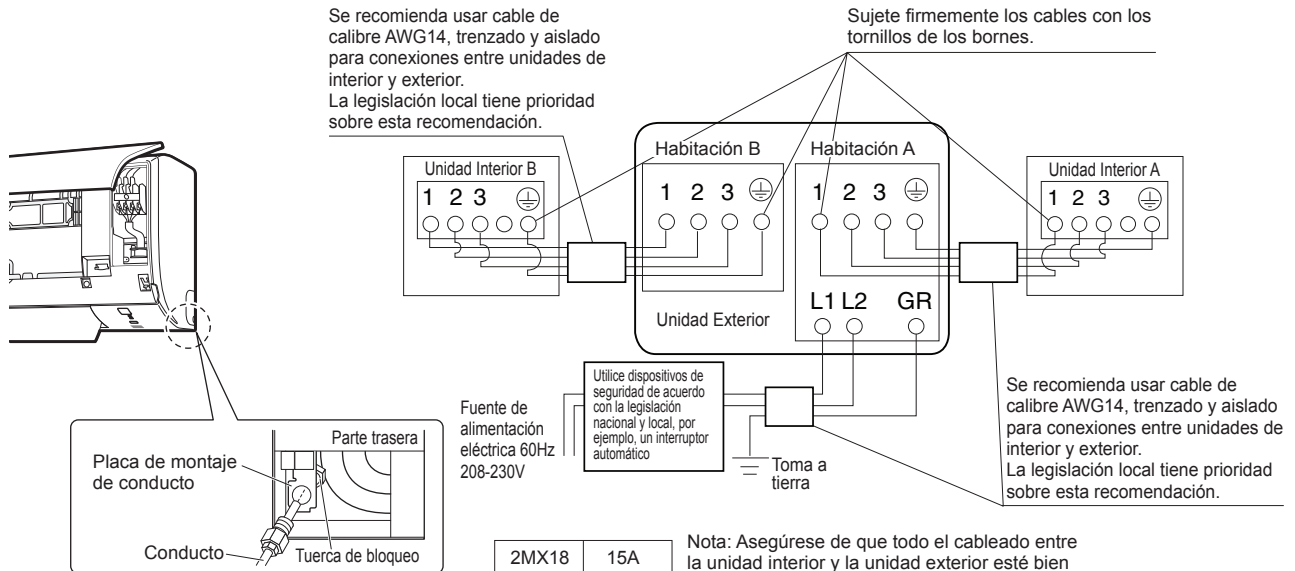 Se recomienda usar cable de
calibre AWG14, trenzado y aislado
para conexiones entre unidades de
interior y exterior.
La legislación local tiene prioridad
sobre esta recomendación.
Sujete firmemente los cables con los
tornillos de los bornes.
Unidad Interior B
1 2 3
Habitación B
1 2 3
Habitación A
1 2 3
Unidad Interior A
1 2 3
L1 L2 GR
Unidad Exterior
Fuente de
alimentación
eléctrica 60Hz
208-230V
Utilice dispositivos de
seguridad de acuerdo
con la legislación
nacional y local, por
ejemplo, un interruptor
automático
Toma a
tierra
Se recomienda usar cable de
calibre AWG14, trenzado y aislado
para conexiones entre unidades de
interior y exterior.
La legislación local tiene prioridad
sobre esta recomendación.
Parte trasera
Placa de montaje
de conducto
Conducto
Tuerca de bloqueo
2MX18 15A
Nota: Asegúrese de que todo el cableado entre
la unidad interior y la unidad exterior esté bien